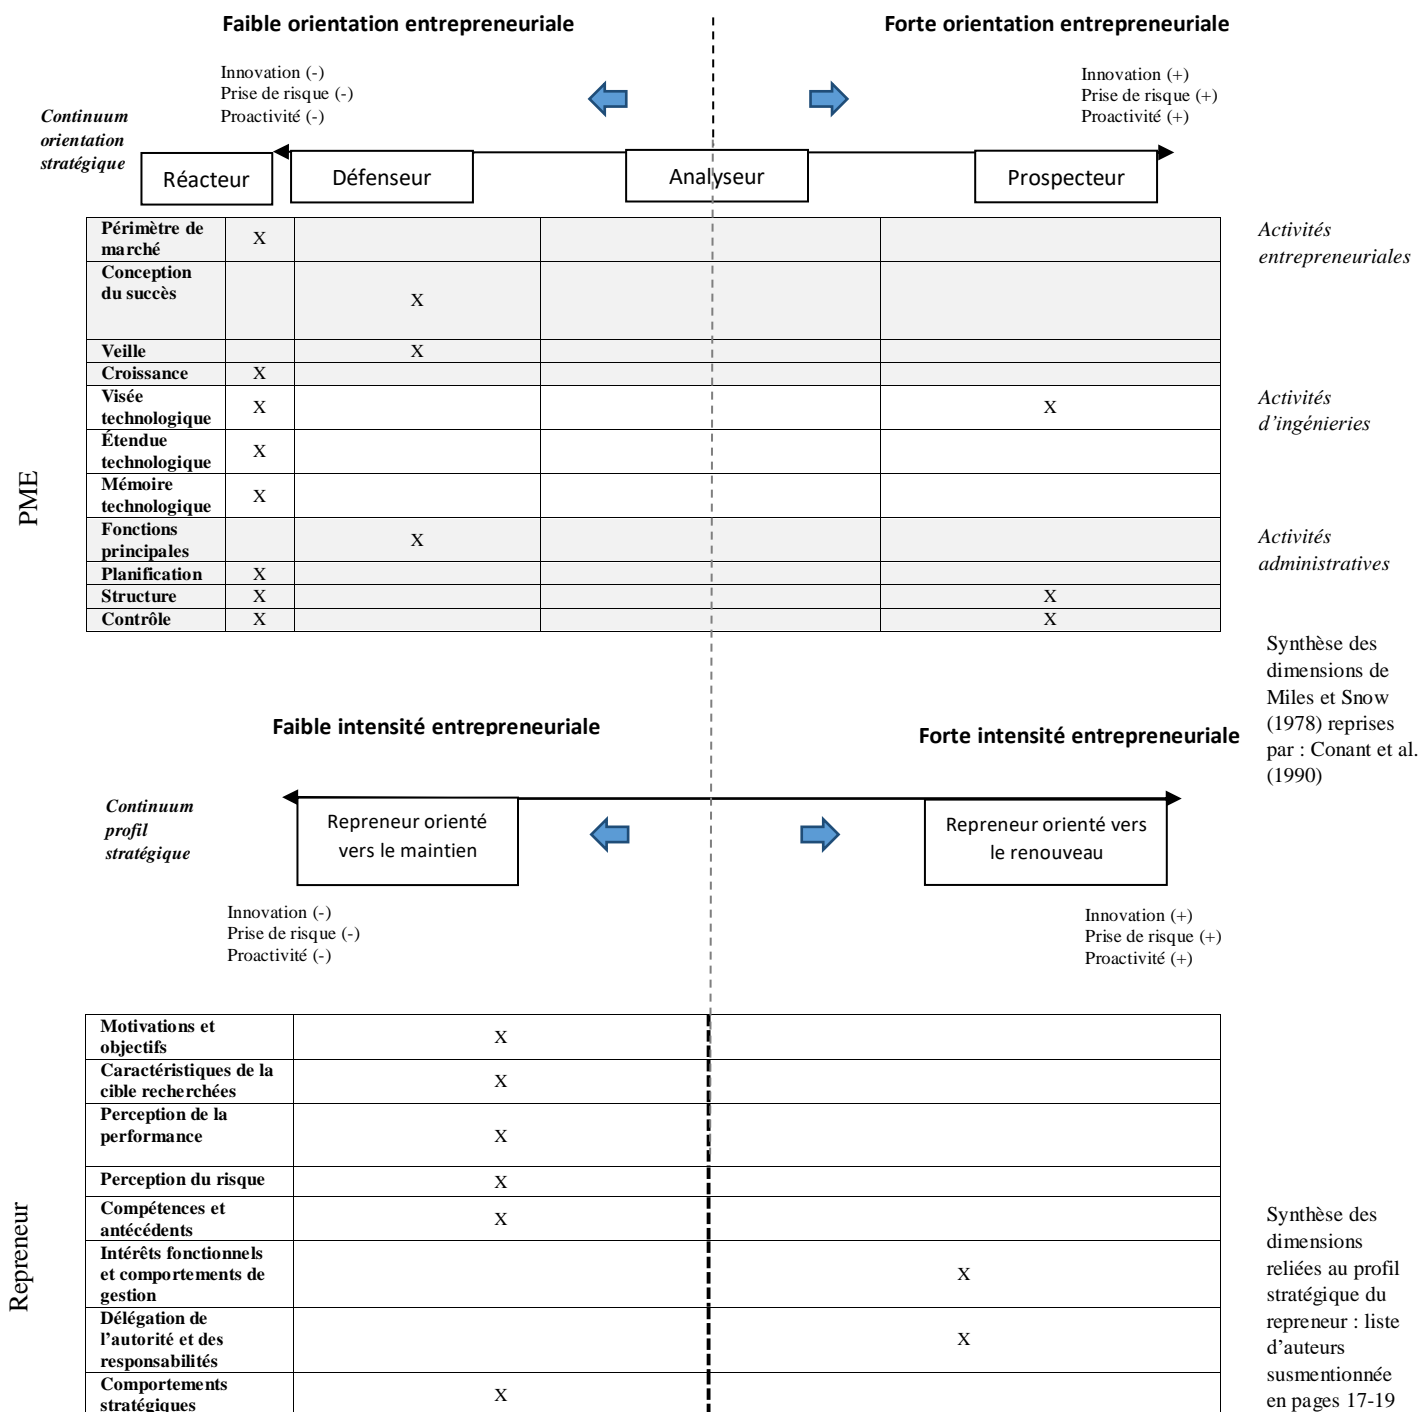 Faible orientation entrepreneuriale
Forte orientation entrepreneuriale
Innovation (-)
Prise de risque (-)
Proactivité (-)
Innovation (+)
Prise de risque (+)
Proactivité (+)
Continuum
orientation
stratégique
Réacteur
Défenseur
Analyseur
Prospecteur
PME
Périmètre de
marché
X
Conception
du succès
X
Veille
X
Croissance
X
Visée
technologique
X
X
Étendue
technologique
X
Mémoire
technologique
X
Fonctions
principales
X
Planification
X
Structure
X
X
Contrôle
X
X
Activités
entrepreneuriales
Activités
d’ingénieries
Activités
administratives
Synthèse des
dimensions de
Miles et Snow
(1978) reprises
par : Conant et al.
(1990)
Faible intensité entrepreneuriale
Forte intensité entrepreneuriale
Continuum
profil
stratégique
Repreneur orienté
vers le maintien
Repreneur orienté vers
le renouveau
Innovation (-)
Prise de risque (-)
Proactivité (-)
Innovation (+)
Prise de risque (+)
Proactivité (+)
Repreneur
Motivations et
objectifs
X
Caractéristiques de la
cible recherchées
X
Perception de la
performance
X
Perception du risque
X
Compétences et
antécédents
X
Intérêts fonctionnels
et comportements de
gestion
X
Délégation de
l’autorité et des
responsabilités
X
Comportements
stratégiques
X
Synthèse des
dimensions
reliées au profil
stratégique du
repreneur : liste
d’auteurs
susmentionnée
en pages 17-19